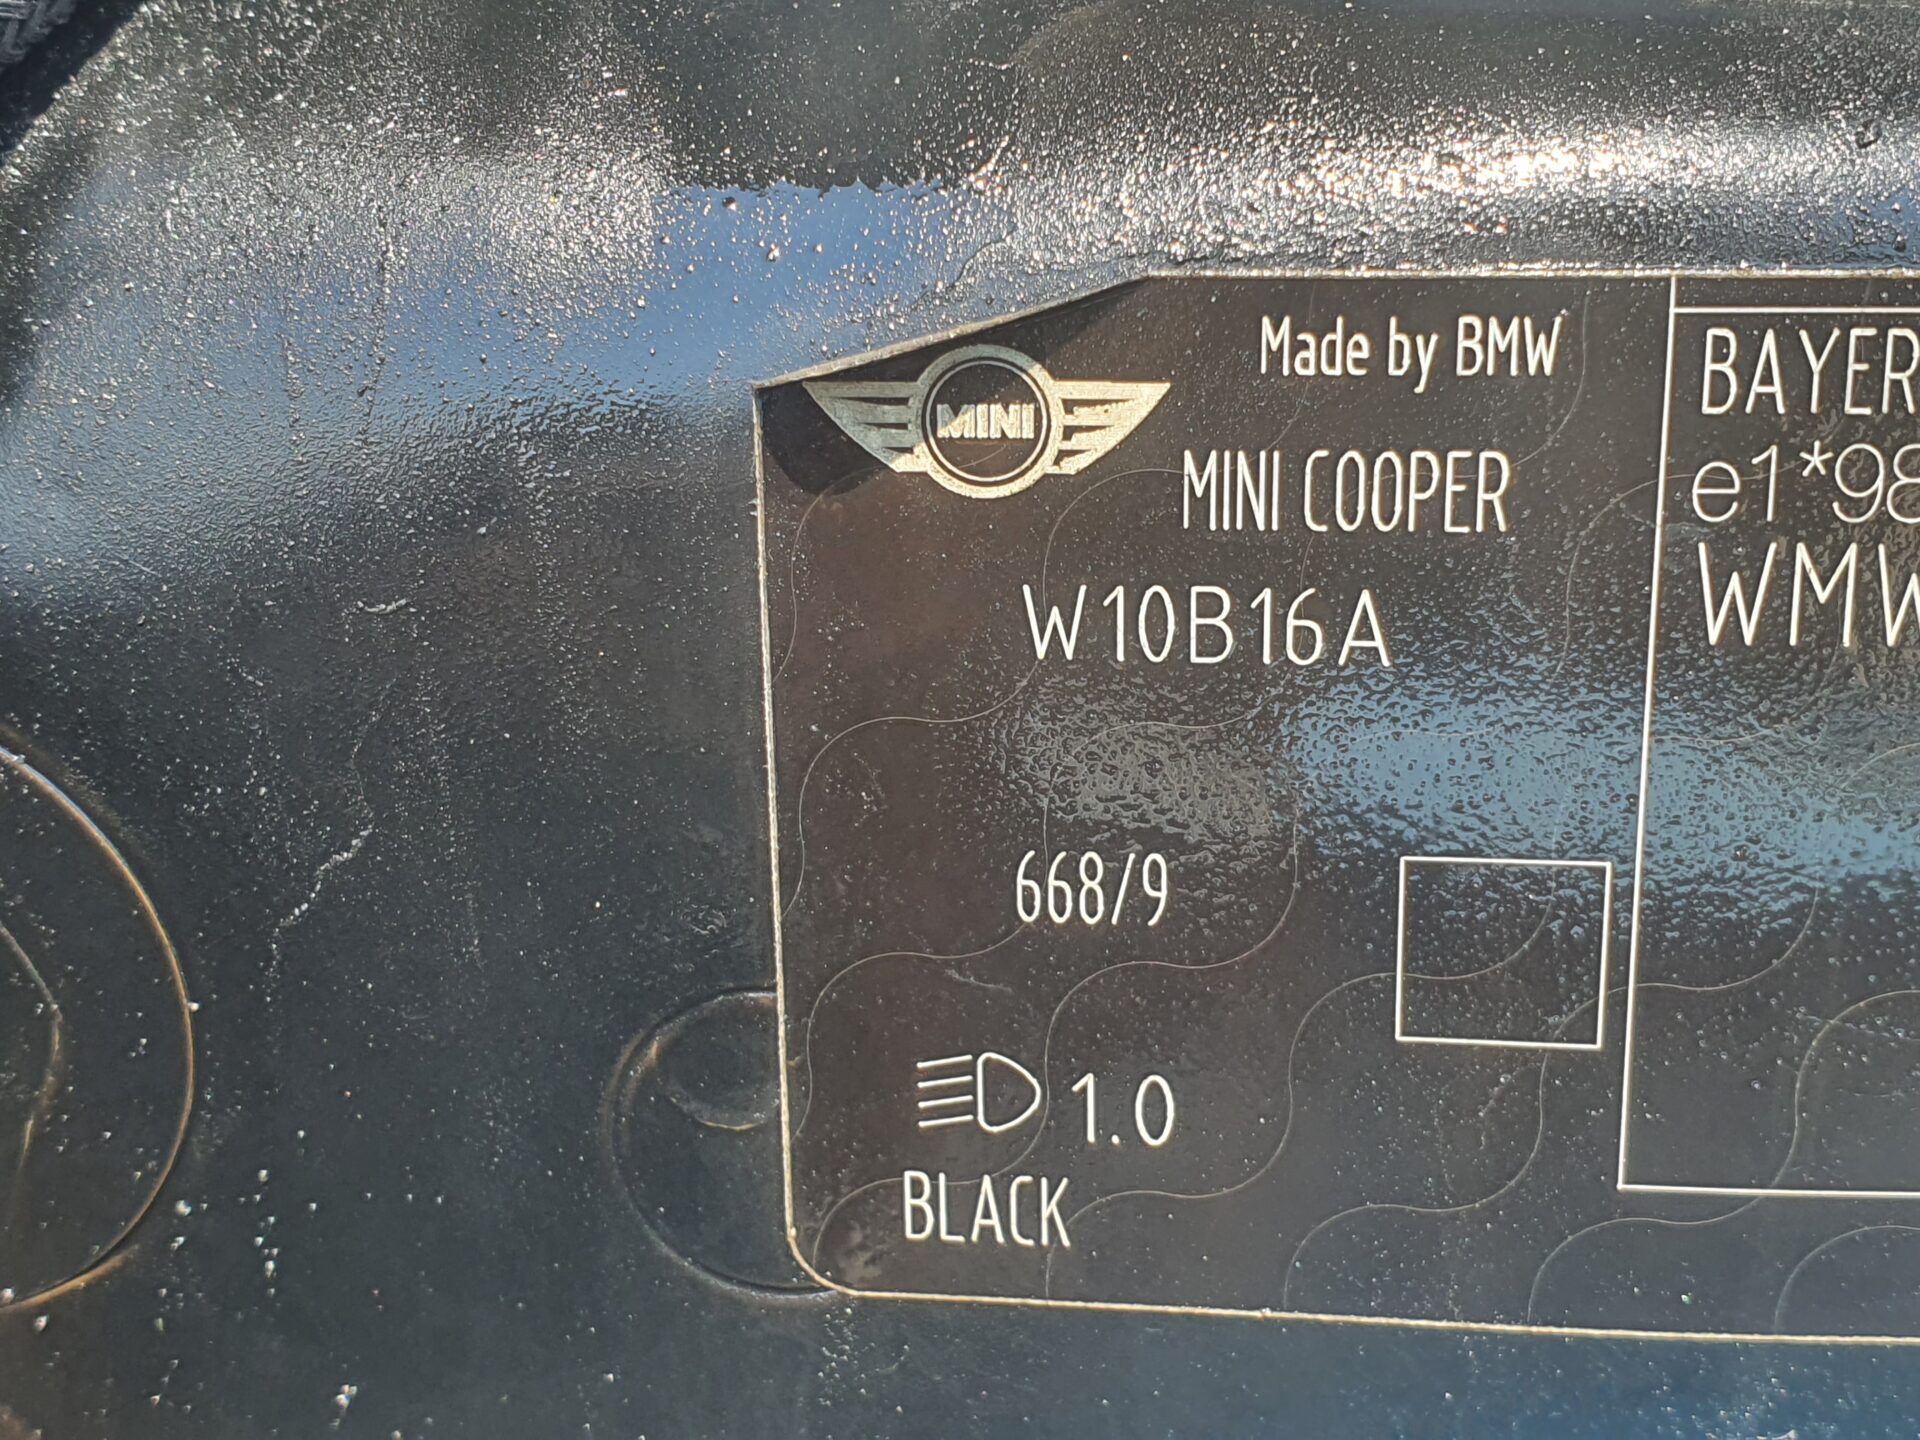 MINI
Made by BMW
MINI COOPER
W10B16A
668/9
1.0
BLACK
BAYER
e1*98
WMW